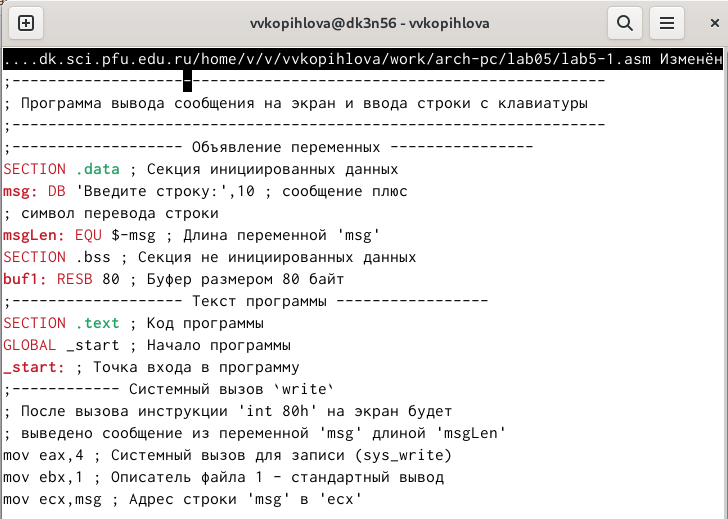 vvkopihlova@dk3n56 - vvkopihlova
....dk.sci.pfu.edu.ru/home/v/v/vvkopihlova/work/arch-pc/lab05/lab5-1.asm Изменён
;------------------------------------------------------------------
; Программа вывода сообщения на экран и ввода строки с клавиатуры
;------------------------------------------------------------------
;------------------- Объявление переменных ----------------
SECTION .data ; Секция инициированных данных
msg: DB 'Введите строку:',10 ; сообщение плюс
; символ перевода строки
msgLen: EQU $-msg ; Длина переменной 'msg'
SECTION .bss ; Секция не инициированных данных
buf1: RESB 80 ; Буфер размером 80 байт
;------------------- Текст программы -----------------
SECTION .text ; Код программы
GLOBAL _start ; Начало программы
_start: ; Точка входа в программу
;------------ Системный вызов `write`
; После вызова инструкции 'int 80h' на экран будет
; выведено сообщение из переменной 'msg' длиной 'msgLen'
mov eax,4 ; Системный вызов для записи (sys_write)
mov ebx,1 ; Описатель файла 1 - стандартный вывод
mov ecx,msg ; Адрес строки 'msg' в 'ecx'